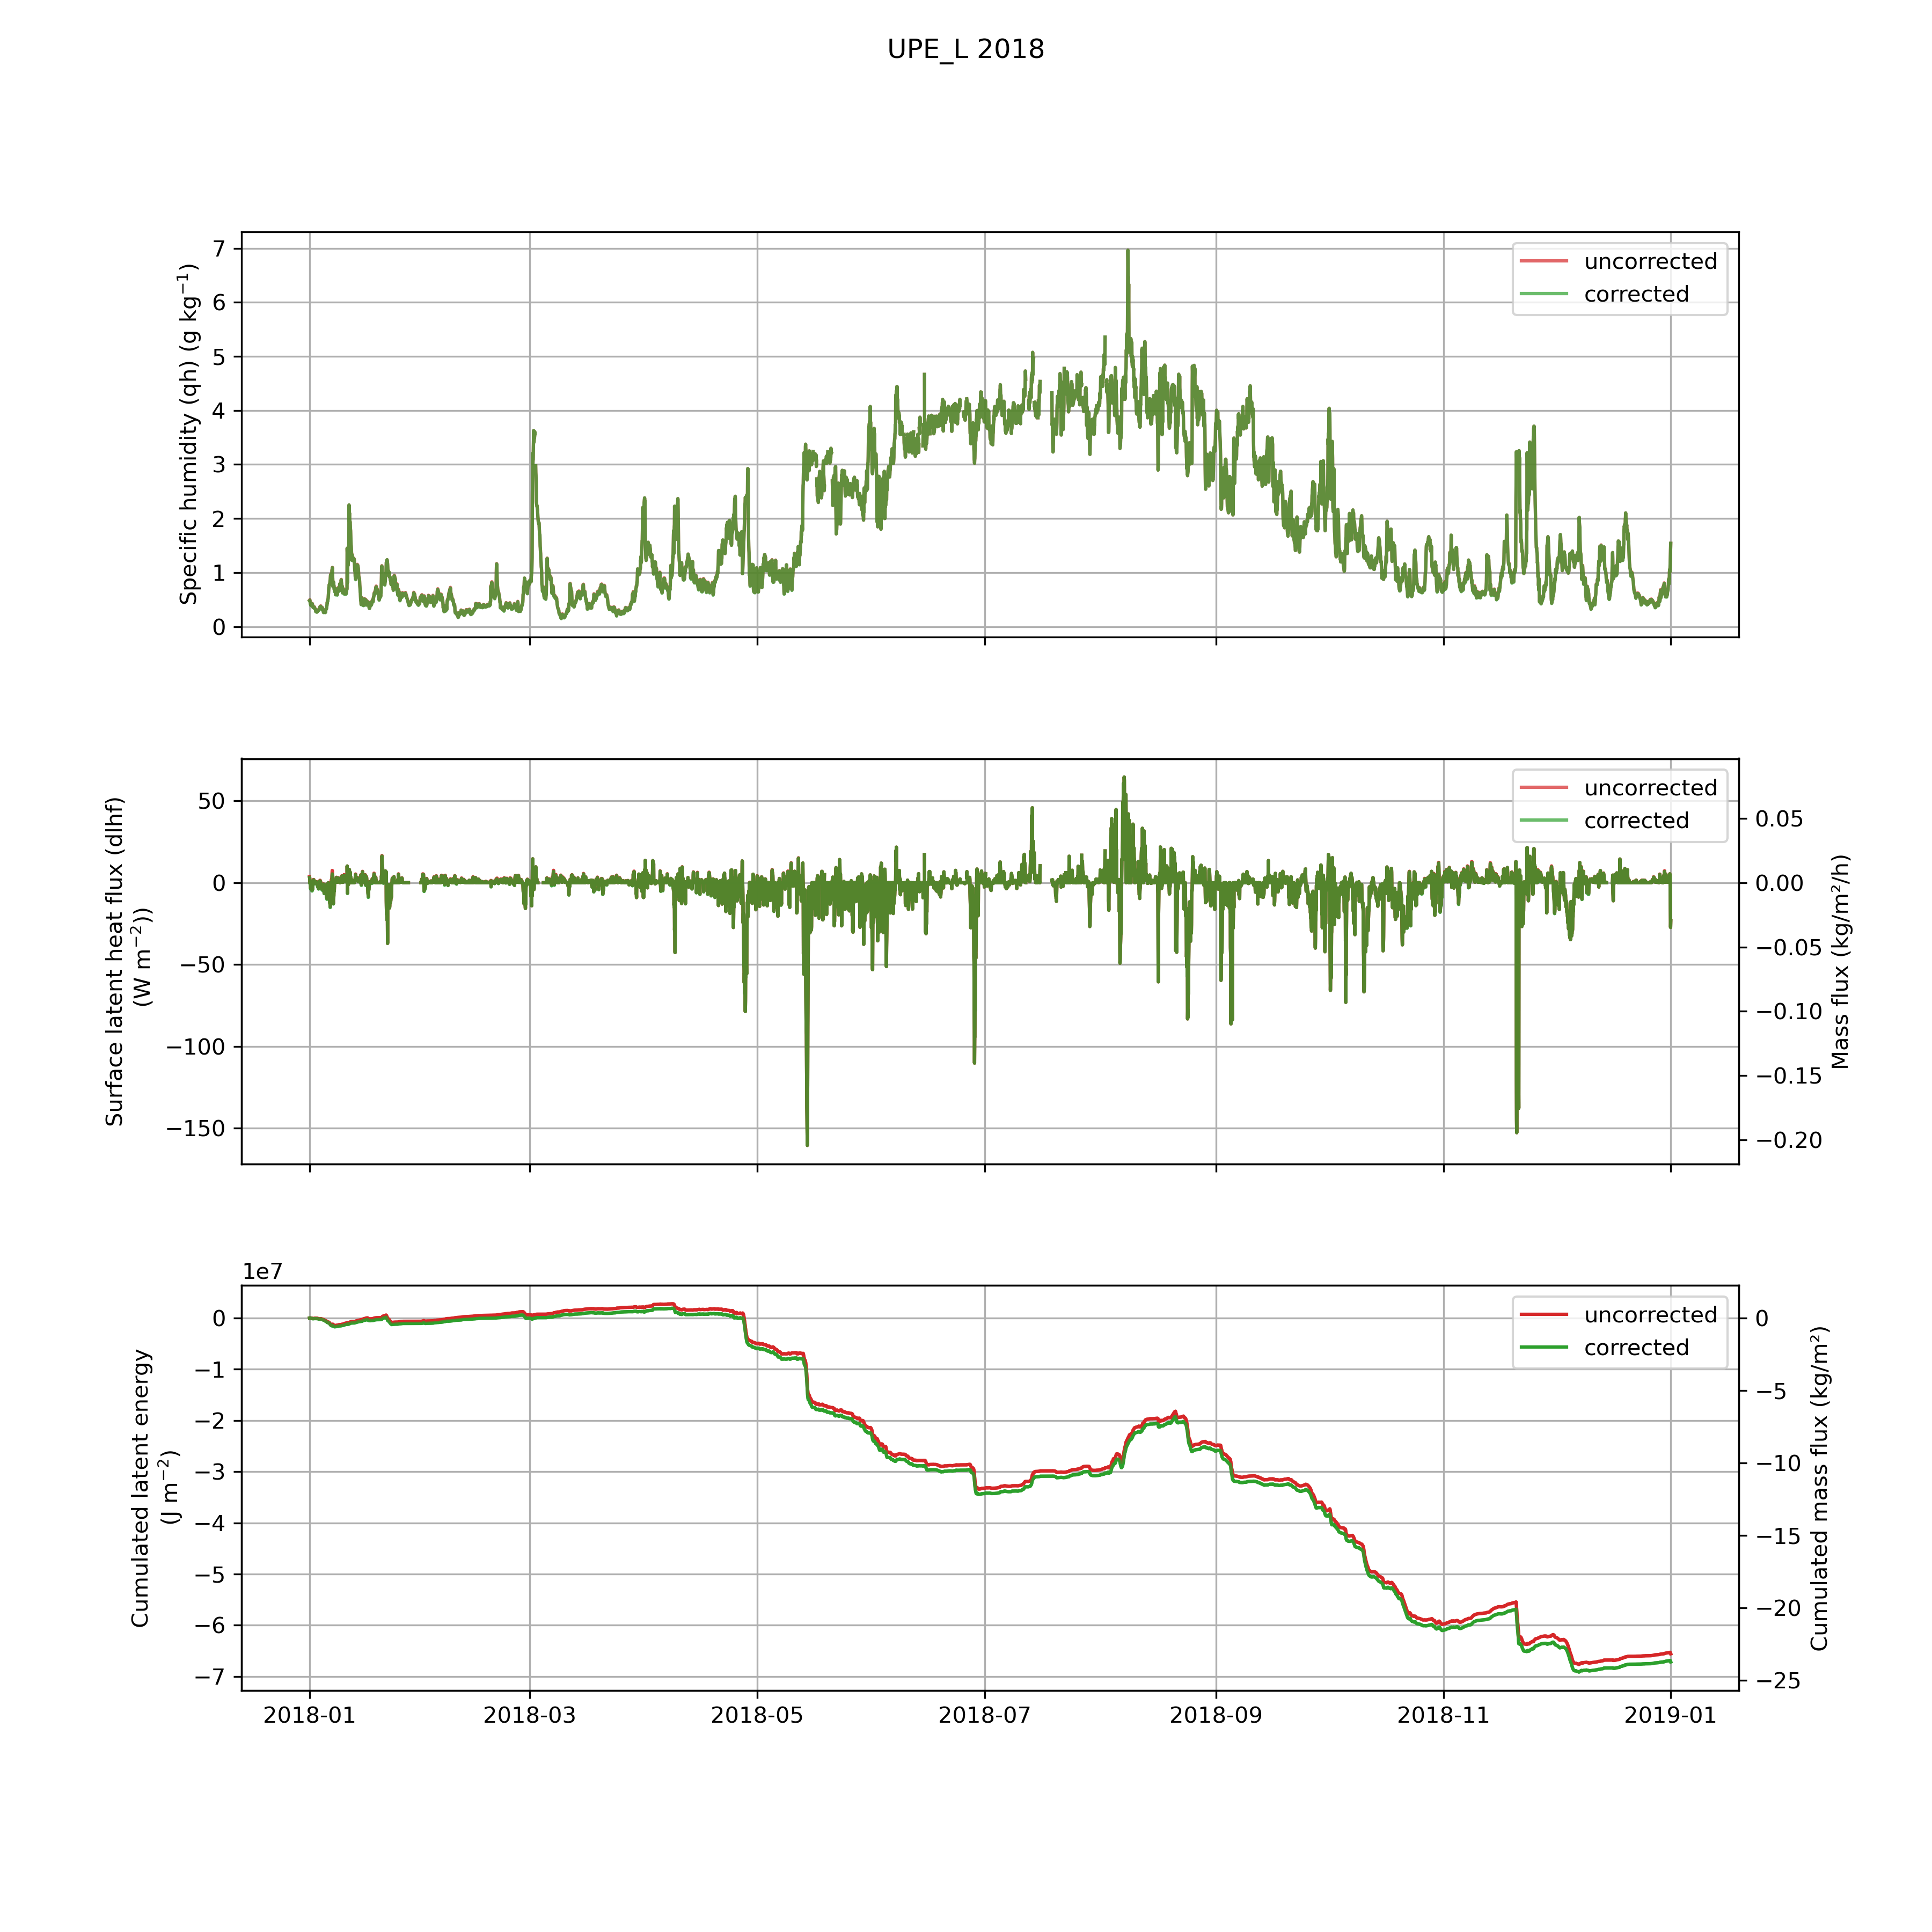 UPE_L 2018
Specific humidity (qh) (g kg⁻¹)
7
6
5
4
3
2
1
0
uncorrected
corrected
Surface latent heat flux (dlhf)
(W m⁻²))
50
0
−50
−100
−150
uncorrected
corrected
0.05
0.00
−0.05
−0.10
−0.15
−0.20
Mass flux (kg/m²/h)
1e7
Cumulated latent energy
(J m⁻²)
0
−1
−2
−3
−4
−5
−6
−7
uncorrected
corrected
0
−5
−10
−15
−20
−25
Cumulated mass flux (kg/m²)
2018-01 2018-03 2018-05 2018-07 2018-09 2018-11 2019-01